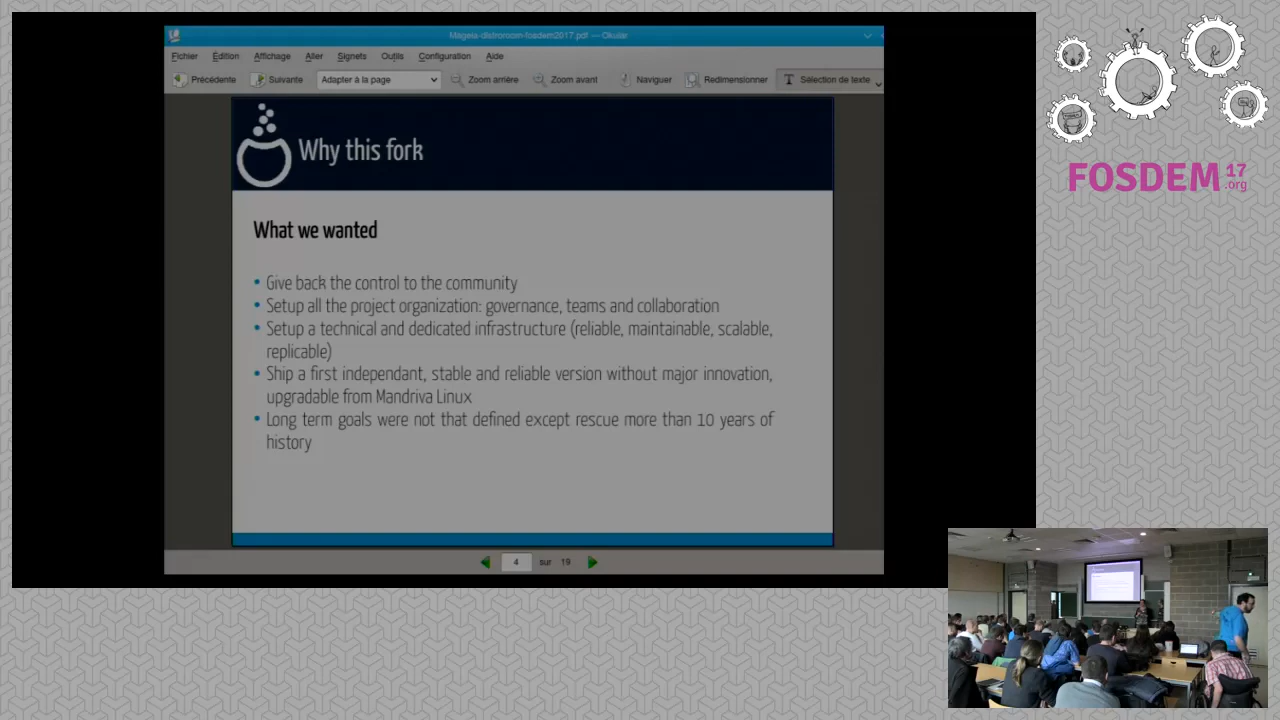 Mageia-distroroom-fosdem2017.pdf — Okular
Fichier Édition Affichage Aller Signets Outils Configuration Aide
Précédente Suivante Adapter à la page Zoom arrière Zoom avant Naviguer Redimensionner Sélection de texte
Why this fork
What we wanted
• Give back the control to the community
• Setup all the project organization: governance, teams and collaboration
• Setup a technical and dedicated infrastructure (reliable, maintainable, scalable,
replicable)
• Ship a first independant, stable and reliable version without major innovation,
upgradable from Mandriva Linux
• Long term goals were not that defined except rescue more than 10 years of
history
4 sur 19
FOSDEM 17
.org